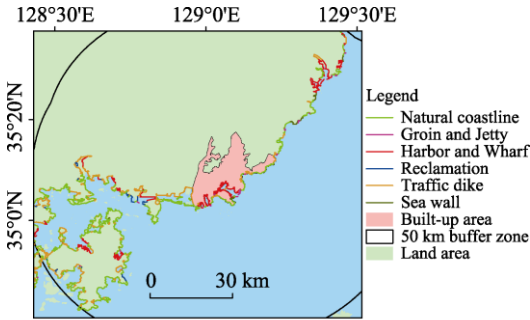 128°30'E 129°0'E 129°30'E
35°20'N
35°0'N
Legend
Natural coastline
Groin and Jetty
Harbor and Wharf
Reclamation
Traffic dike
Sea wall
Built-up area
50 km buffer zone
Land area
0 30 km